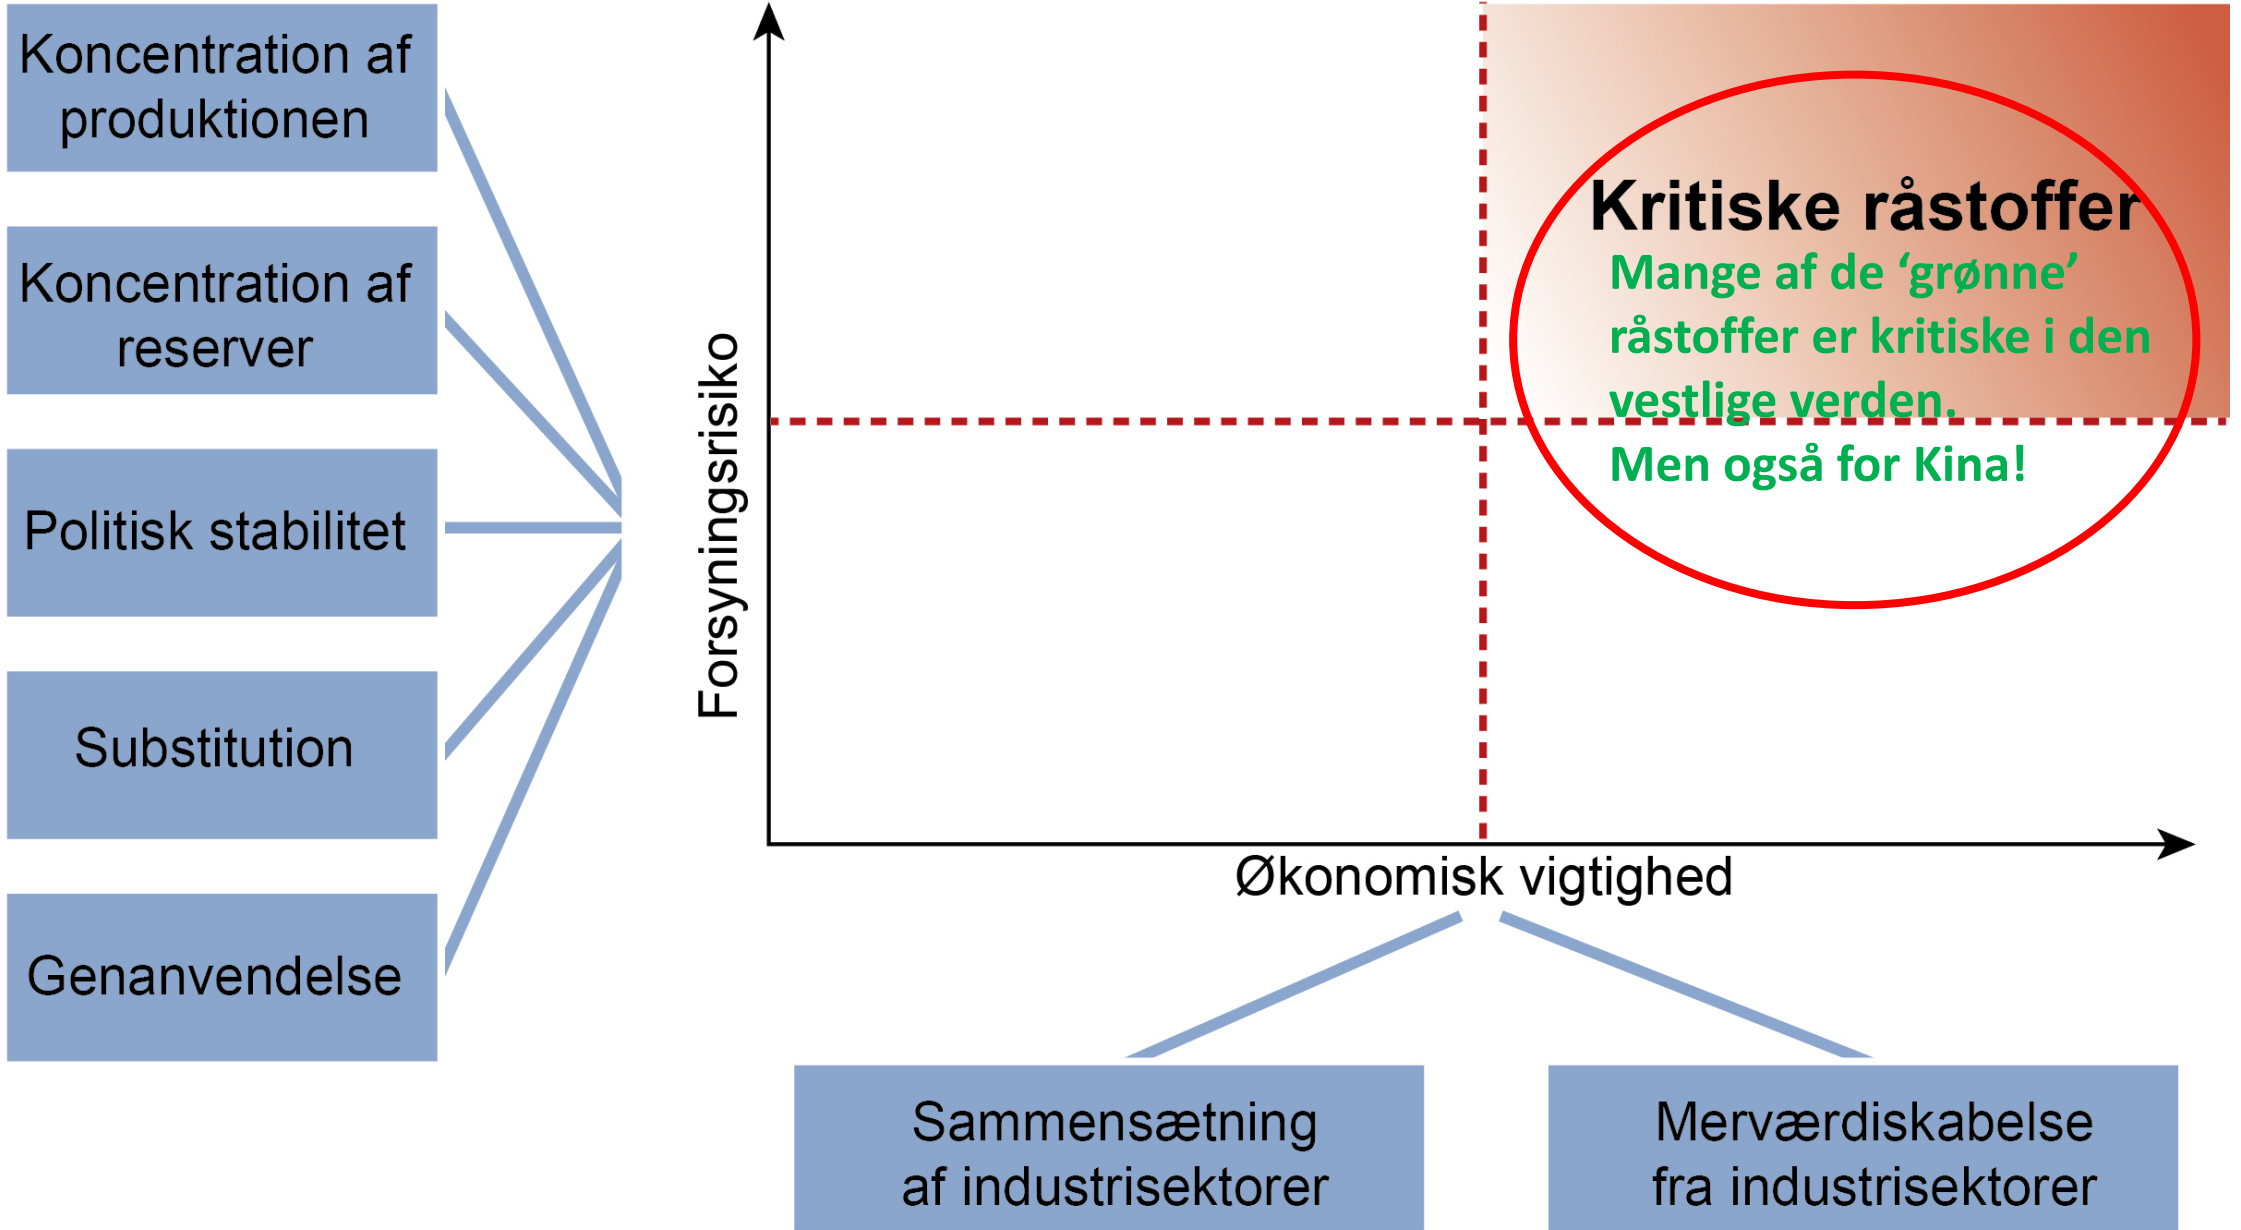 Koncentration af
produktionen
Koncentration af
reserver
Politisk stabilitet
Substitution
Genanvendelse
Forsyningsrisiko
Kritiske råstoffer
Mange af de ‘grønne’
råstoffer er kritiske i den
vestlige verden.
Men også for Kina!
Økonomisk vigtighed
Sammensætning
af industrisektorer
Merværdiskabelse
fra industrisektorer